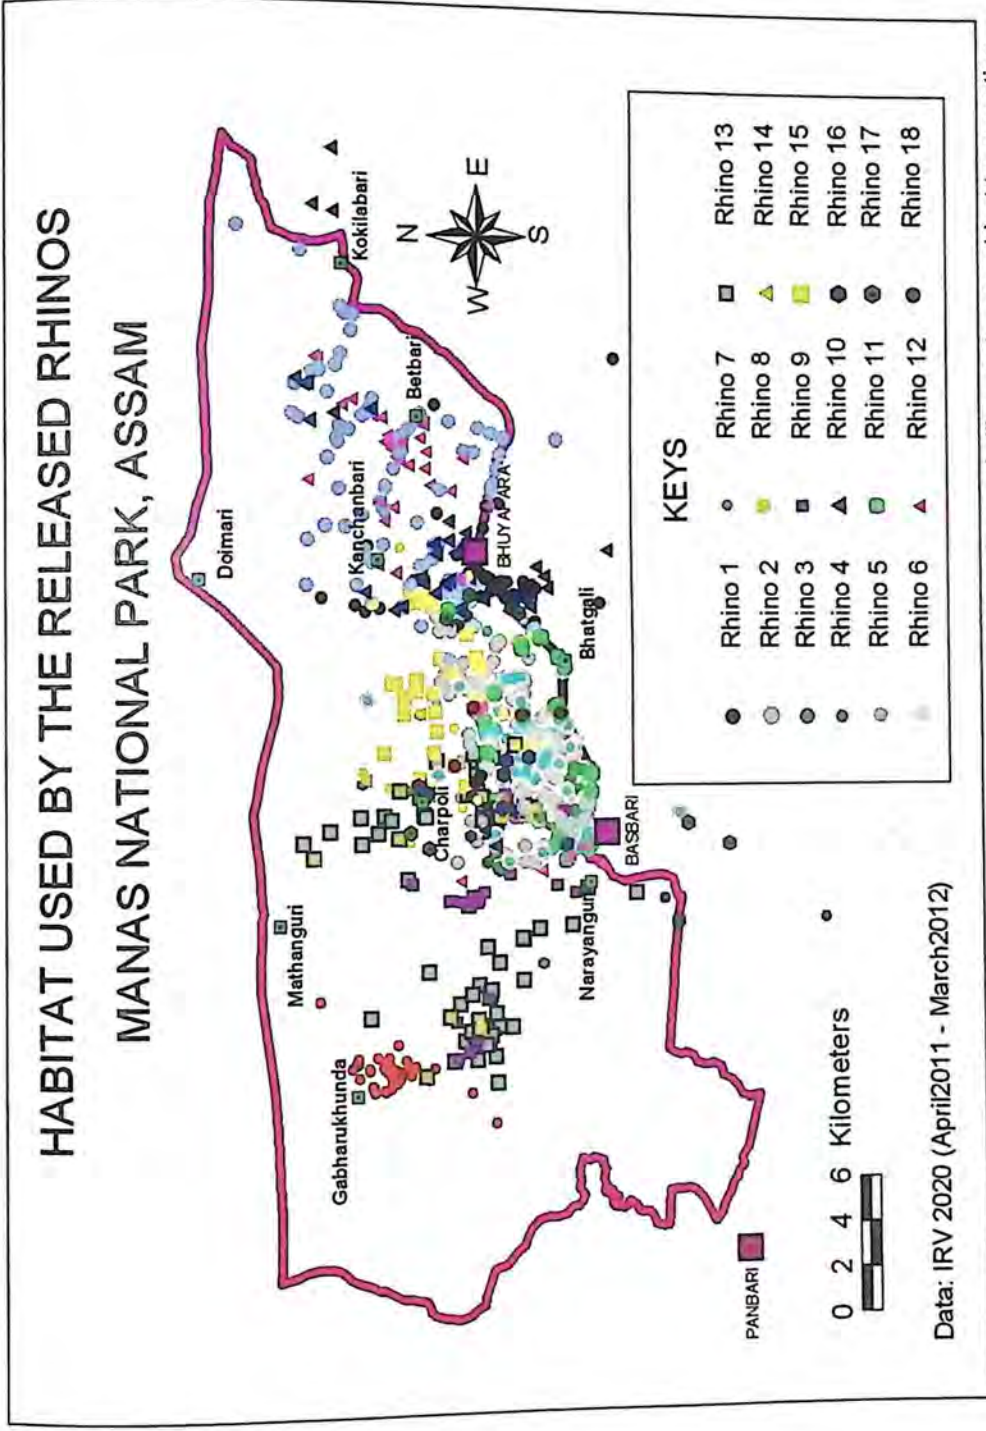 HABITAT USED BY THE RELEASED RHINOS
MANAS NATIONAL PARK, ASSAM
Doimari
Mathanguri
Kokilabari
N
W
E
S
Gabharukhunda
Kanchanbari
Betbari
Charpoli
BHUYAPARA
Bhatgali
Narayanguri
BASBARI
PANBARI
KEYS
Rhino 1
Rhino 7
Rhino 13
Rhino 2
Rhino 8
Rhino 14
Rhino 3
Rhino 9
Rhino 15
Rhino 4
Rhino 10
Rhino 16
Rhino 5
Rhino 11
Rhino 17
Rhino 6
Rhino 12
Rhino 18
0 2 4 6 Kilometers
Data: IRV 2020 (April2011 - March2012)